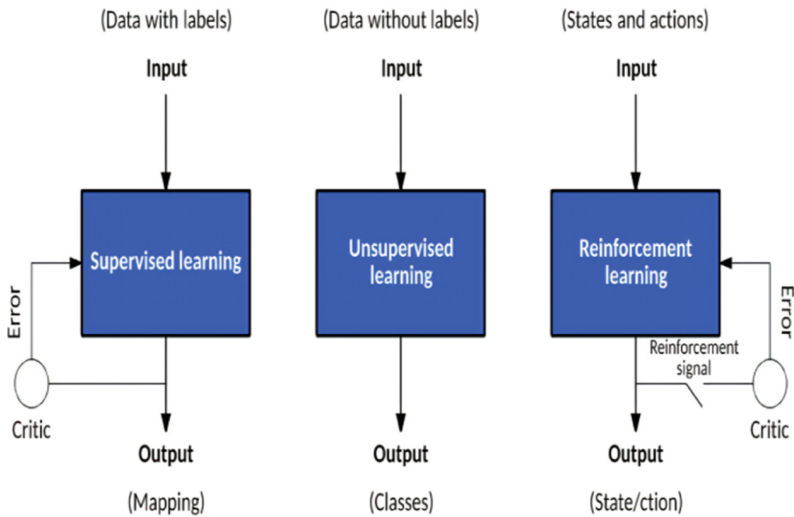 (Data with labels)
(Data without labels)
(States and actions)
Input
Input
Input
Supervised learning
Unsupervised
learning
Reinforcement
learning
Error
Error
Reinforcement
signal
Critic
Critic
Output
Output
Output
(Mapping)
(Classes)
(State/ction)